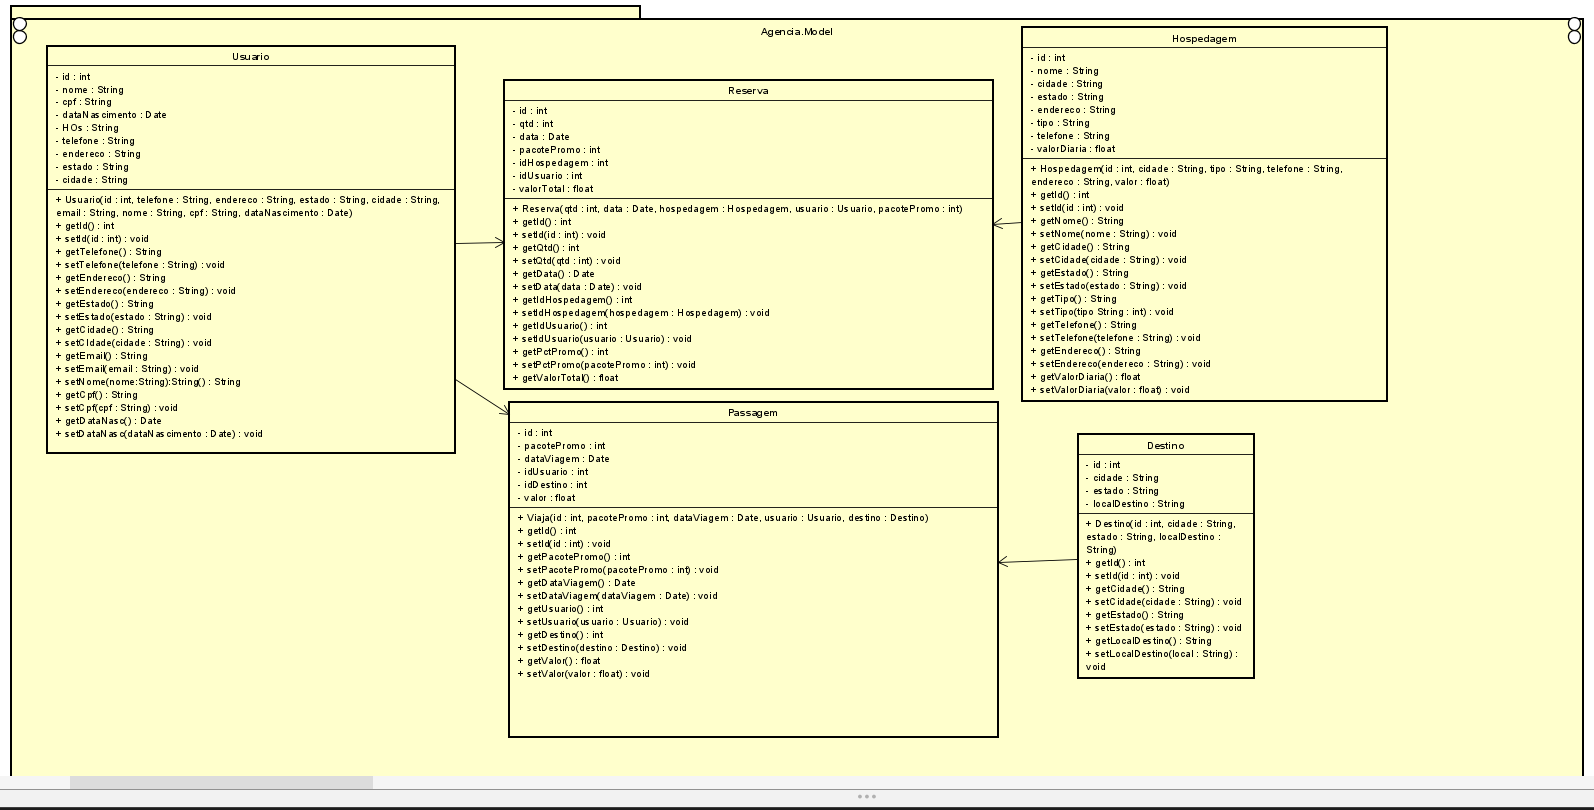 Agencia.Model
Usuario
- id : int
- nome : String
- cpf : String
- dataNascimento : Date
- HOs : String
- telefone : String
- endereco : String
- estado : String
- cidade : String
+ Usuario(id : int, telefone : String, endereco : String, estado : String, cidade : String,
email : String, nome : String, cpf : String, dataNascimento : Date)
+ getId() : int
+ setId(id : int) : void
+ getTelefone() : String
+ setTelefone(telefone : String) : void
+ getEndereco() : String
+ setEndereco(endereco : String) : void
+ getEstado() : String
+ setEstado(estado : String) : void
+ getCidade() : String
+ setCIdade(cidade : String) : void
+ getEmail() : String
+ setEmail(email : String) : void
+ setNome(nome:String):String() : String
+ getCpf() : String
+ setCpf(cpf : String) : void
+ getDataNasc() : Date
+ setDataNasc(dataNascimento : Date) : void
Reserva
- id : int
- qtd : int
- data : Date
- pacotePromo : int
- idHospedagem : int
- idUsuario : int
- valorTotal : float
+ Reserva(qtd : int, data : Date, hospedagem : Hospedagem, usuario : Usuario, pacotePromo : int)
+ getId() : int
+ setId(id : int) : void
+ getQtd() : int
+ setQtd(qtd : int) : void
+ getData() : Date
+ setData(data : Date) : void
+ getIdHospedagem() : int
+ setIdHospedagem(hospedagem : Hospedagem) : void
+ getIdUsuario() : int
+ setIdUsuario(usuario : Usuario) : void
+ getPctPromo() : int
+ setPctPromo(pacotePromo : int) : void
+ getValorTotal() : float
Hospedagem
- id : int
- nome : String
- cidade : String
- estado : String
- endereco : String
- tipo : String
- telefone : String
- valorDiaria : float
+ Hospedagem(id : int, cidade : String, tipo : String, telefone : String,
endereco : String, valor : float)
+ getId() : int
+ setId(id : int) : void
+ getNome() : String
+ setNome(nome : String) : void
+ getCidade() : String
+ setCidade(cidade : String) : void
+ getEstado() : String
+ setEstado(estado : String) : void
+ getTipo() : String
+ setTipo(tipo String : int) : void
+ getTelefone() : String
+ setTelefone(telefone : String) : void
+ getEndereco() : String
+ setEndereco(endereco : String) : void
+ getValorDiaria() : float
+ setValorDiaria(valor : float) : void
Passagem
- id : int
- pacotePromo : int
- dataViagem : Date
- idUsuario : int
- idDestino : int
- valor : float
+ Viaja(id : int, pacotePromo : int, dataViagem : Date, usuario : Usuario, destino : Destino)
+ getId() : int
+ setId(id : int) : void
+ getPacotePromo() : int
+ setPacotePromo(pacotePromo : int) : void
+ getDataViagem() : Date
+ setDataViagem(dataViagem : Date) : void
+ getUsuario() : int
+ setUsuario(usuario : Usuario) : void
+ getDestino() : int
+ setDestino(destino : Destino) : void
+ getValor() : float
+ setValor(valor : float) : void
Destino
- id : int
- cidade : String
- estado : String
- localDestino : String
+ Destino(id : int, cidade : String,
estado : String, localDestino :
String)
+ getId() : int
+ setId(id : int) : void
+ getCidade() : String
+ setCidade(cidade : String) : void
+ getEstado() : String
+ setEstado(estado : String) : void
+ getLocalDestino() : String
+ setLocalDestino(local : String) :
void